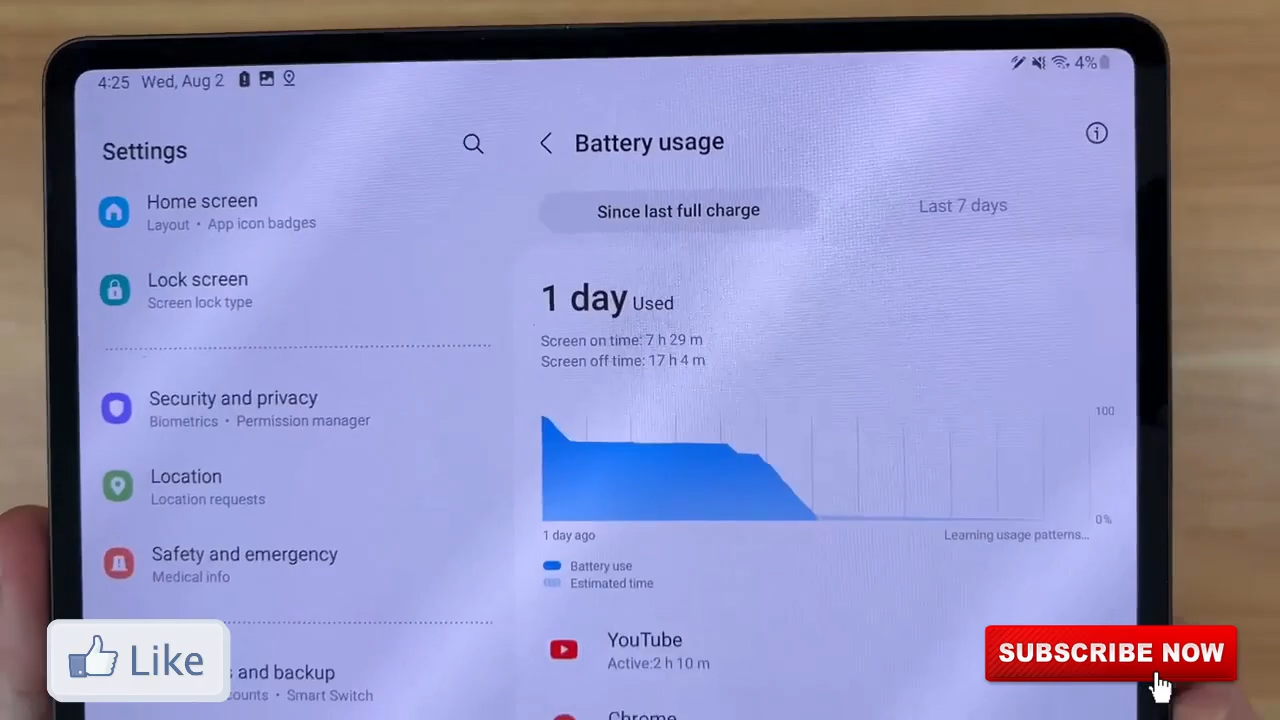 4:25 Wed, Aug 2
4%
Settings
Home screen
Layout • App icon badges
Lock screen
Screen lock type
Security and privacy
Biometrics • Permission manager
Location
Location requests
Safety and emergency
Medical info
and backup
• Smart Switch
Battery usage
Since last full charge
Last 7 days
1 day Used
Screen on time: 7 h 29 m
Screen off time: 17 h 4 m
100
0%
1 day ago
Learning usage patterns...
Battery use
Estimated time
YouTube
Active: 2 h 10 m
Chrome
Like
SUBSCRIBE NOW